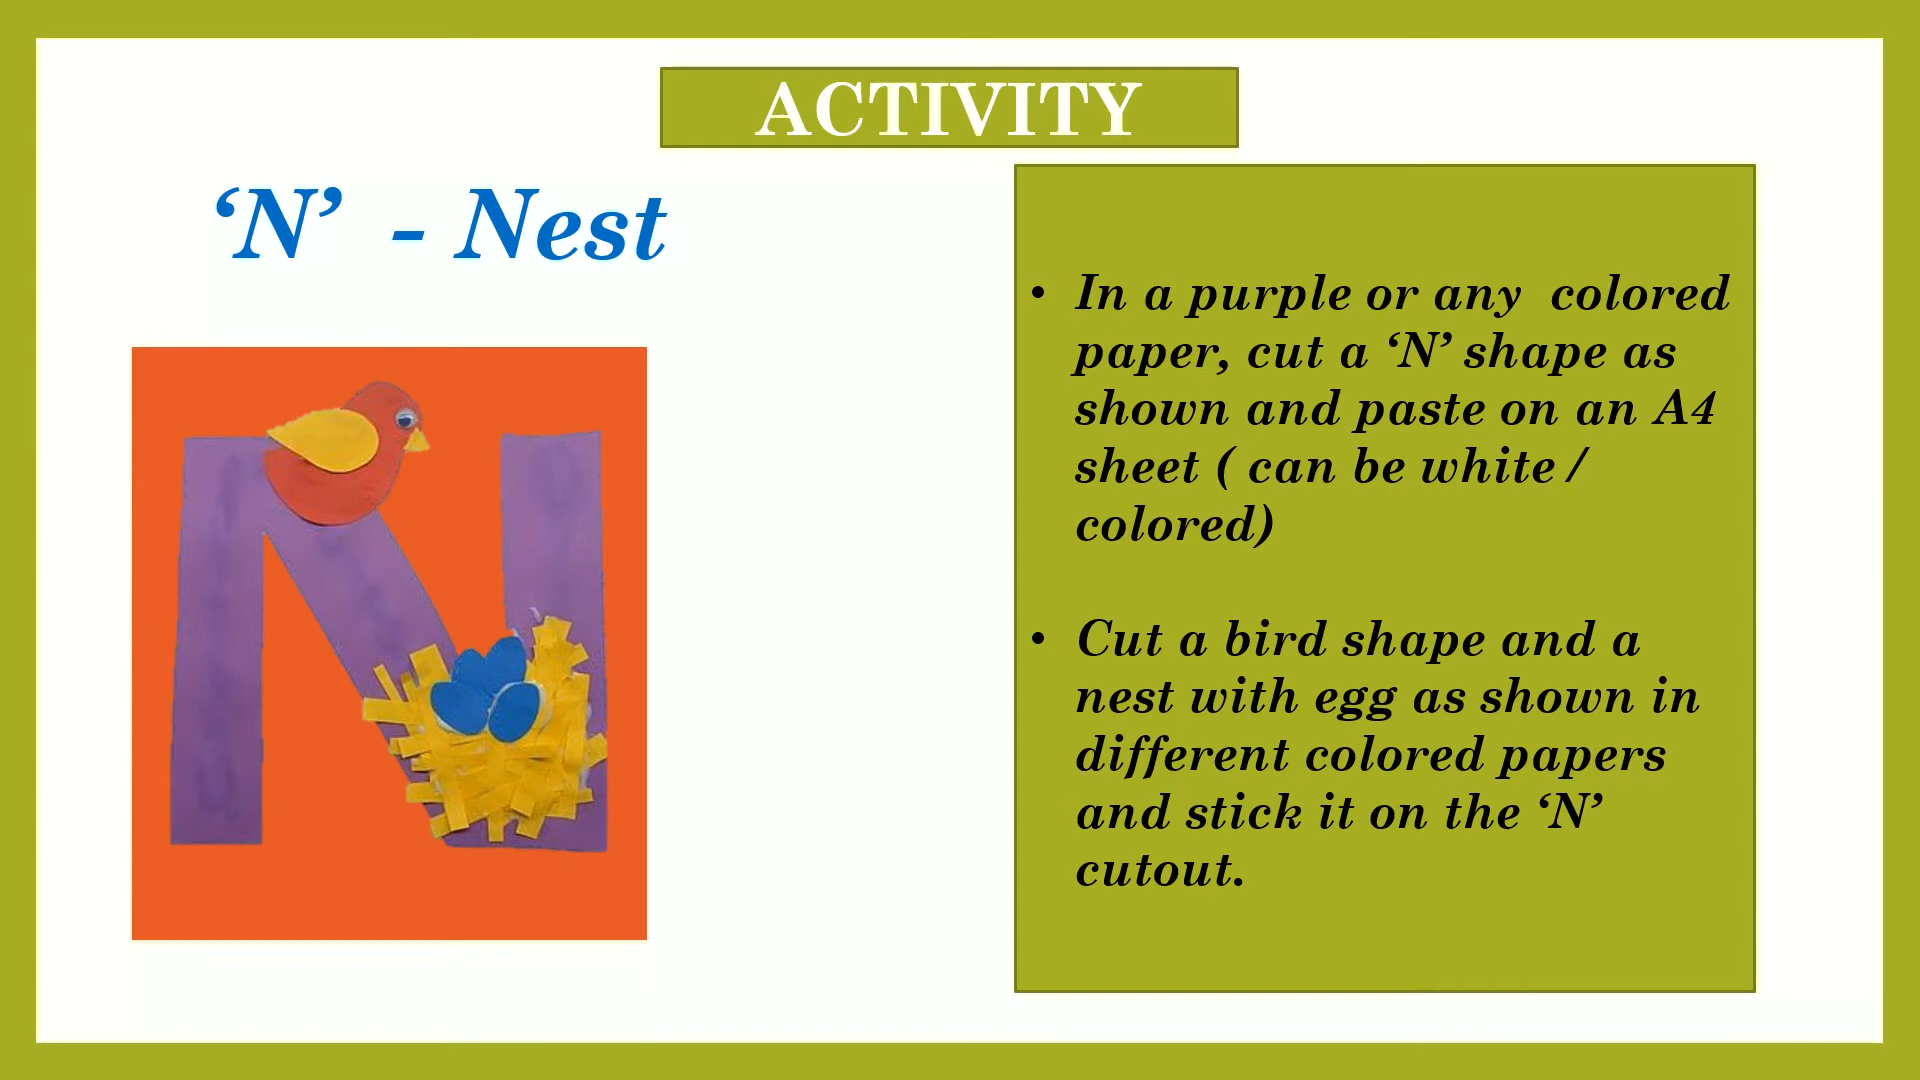 ACTIVITY
‘N’ - Nest
• In a purple or any colored
paper, cut a ‘N’ shape as
shown and paste on an A4
sheet ( can be white /
colored)
• Cut a bird shape and a
nest with egg as shown in
different colored papers
and stick it on the ‘N’
cutout.